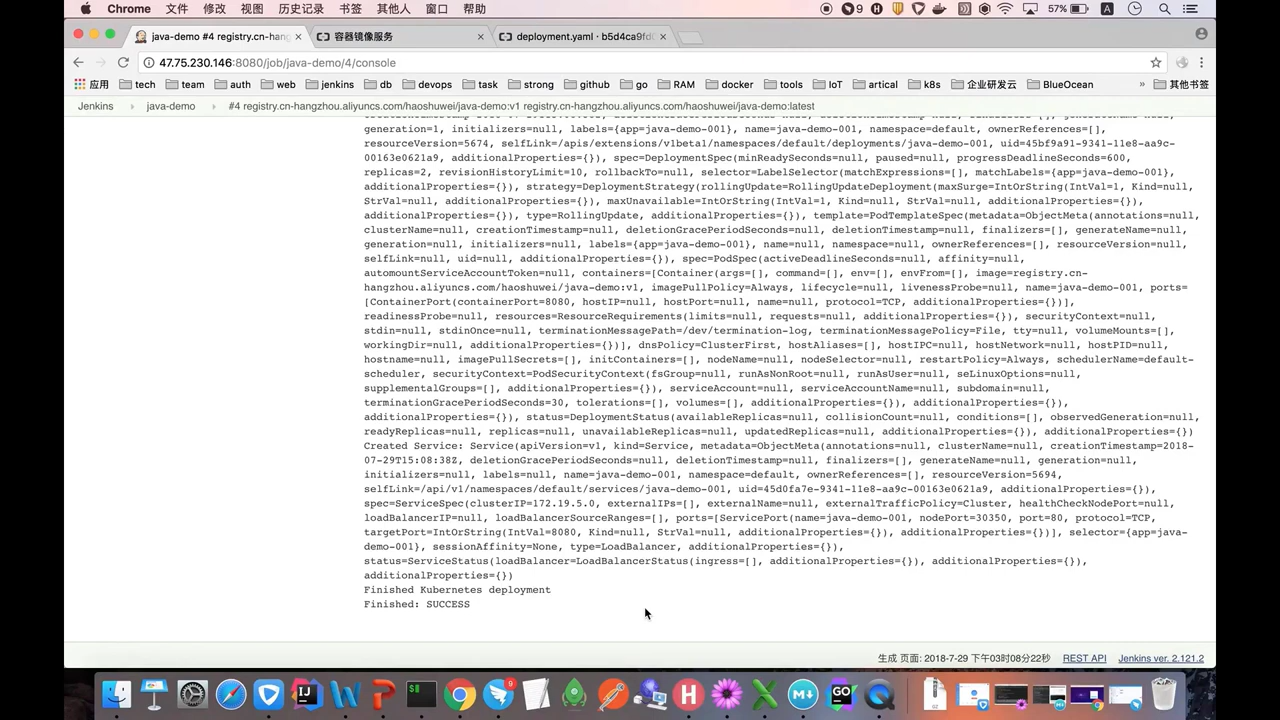 Chrome 文件 修改 视图 历史记录 书签 其他人 窗口 帮助 9 57% A
java-demo #4 registry.cn-hang 容器镜像服务 deployment.yaml · b5d4ca9fd
47.75.230.146:8080/job/java-demo/4/console
应用 tech team auth web jenkins db devops task strong github go RAM docker tools IoT artical k8s 企业研发云 BlueOcean 其他书签
Jenkins java-demo #4 registry.cn-hangzhou.aliyuncs.com/haoshuwei/java-demo:v1 registry.cn-hangzhou.aliyuncs.com/haoshuwei/java-demo:latest
generation=1, initializers=null, labels={app=java-demo-001}, name=java-demo-001, namespace=default, ownerReferences=[],
resourceVersion=5674, selfLink=/apis/extensions/v1beta1/namespaces/default/deployments/java-demo-001, uid=45bf9a91-9341-11e8-aa9c-
00163e0621a9, additionalProperties={}), spec=DeploymentSpec(minReadySeconds=null, paused=null, progressDeadlineSeconds=600,
replicas=2, revisionHistoryLimit=10, rollbackTo=null, selector=LabelSelector(matchExpressions=[], matchLabels={app=java-demo-001},
additionalProperties={}), strategy=DeploymentStrategy(rollingUpdate=RollingUpdateDeployment(maxSurge=IntOrString(IntVal=1, Kind=null,
StrVal=null, additionalProperties={}), maxUnavailable=IntOrString(IntVal=1, Kind=null, StrVal=null, additionalProperties={}),
additionalProperties={}), type=RollingUpdate, additionalProperties={}), template=PodTemplateSpec(metadata=ObjectMeta(annotations=null,
clusterName=null, creationTimestamp=null, deletionGracePeriodSeconds=null, deletionTimestamp=null, finalizers=[], generateName=null,
generation=null, initializers=null, labels={app=java-demo-001}, name=null, namespace=null, ownerReferences=[], resourceVersion=null,
selfLink=null, uid=null, additionalProperties={}), spec=PodSpec(activeDeadlineSeconds=null, affinity=null,
automountServiceAccountToken=null, containers=[Container(args=[], command=[], env=[], envFrom=[], image=registry.cn-
hangzhou.aliyuncs.com/haoshuwei/java-demo:v1, imagePullPolicy=Always, lifecycle=null, livenessProbe=null, name=java-demo-001, ports=
[ContainerPort(containerPort=8080, hostIP=null, hostPort=null, name=null, protocol=TCP, additionalProperties={})],
readinessProbe=null, resources=ResourceRequirements(limits=null, requests=null, additionalProperties={}), securityContext=null,
stdin=null, stdinOnce=null, terminationMessagePath=/dev/termination-log, terminationMessagePolicy=File, tty=null, volumeMounts=[],
workingDir=null, additionalProperties={})], dnsPolicy=ClusterFirst, hostAliases=[], hostIPC=null, hostNetwork=null, hostPID=null,
hostname=null, imagePullSecrets=[], initContainers=[], nodeName=null, nodeSelector=null, restartPolicy=Always, schedulerName=default-
scheduler, securityContext=PodSecurityContext(fsGroup=null, runAsNonRoot=null, runAsUser=null, seLinuxOptions=null,
supplementalGroups=[], additionalProperties={}), serviceAccount=null, serviceAccountName=null, subdomain=null,
terminationGracePeriodSeconds=30, tolerations=[], volumes=[], additionalProperties={}), additionalProperties={}),
additionalProperties={}), status=DeploymentStatus(availableReplicas=null, collisionCount=null, conditions=[], observedGeneration=null,
readyReplicas=null, replicas=null, unavailableReplicas=null, updatedReplicas=null, additionalProperties={}), additionalProperties={})
Created Service: Service(apiVersion=v1, kind=Service, metadata=ObjectMeta(annotations=null, clusterName=null, creationTimestamp=2018-
07-29T15:08:38Z, deletionGracePeriodSeconds=null, deletionTimestamp=null, finalizers=[], generateName=null, generation=null,
initializers=null, labels=null, name=java-demo-001, namespace=default, ownerReferences=[], resourceVersion=5694,
selfLink=/api/v1/namespaces/default/services/java-demo-001, uid=45d0fa7e-9341-11e8-aa9c-00163e0621a9, additionalProperties={}),
spec=ServiceSpec(clusterIP=172.19.5.0, externalIPs=[], externalName=null, externalTrafficPolicy=Cluster, healthCheckNodePort=null,
loadBalancerIP=null, loadBalancerSourceRanges=[], ports=[ServicePort(name=java-demo-001, nodePort=30350, port=80, protocol=TCP,
targetPort=IntOrString(IntVal=8080, Kind=null, StrVal=null, additionalProperties={}), additionalProperties={})], selector={app=java-
demo-001}, sessionAffinity=None, type=LoadBalancer, additionalProperties={}),
status=ServiceStatus(loadBalancer=LoadBalancerStatus(ingress=[], additionalProperties={}), additionalProperties={}),
additionalProperties={})
Finished Kubernetes deployment
Finished: SUCCESS
生成 页面: 2018-7-29 下午03时08分22秒 REST API Jenkins ver. 2.121.2